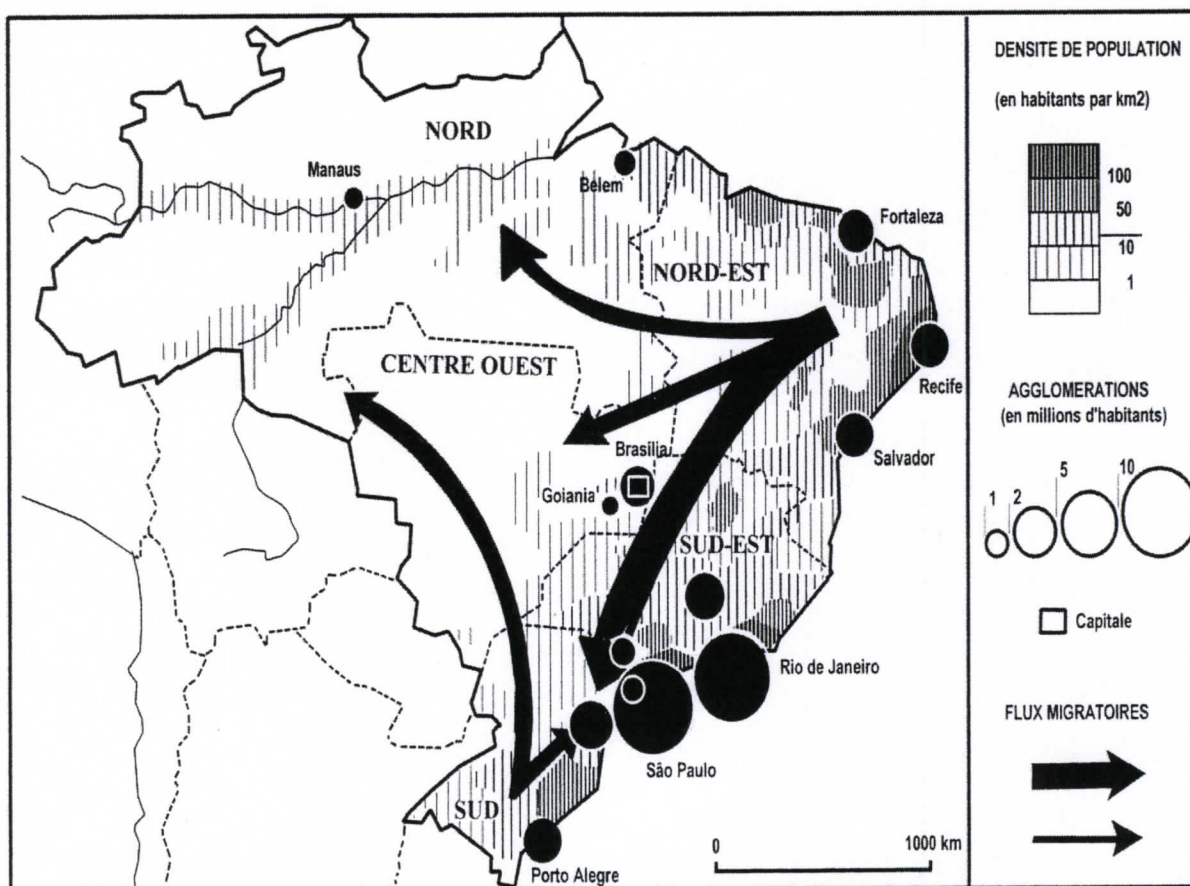 NORD
Manaus
Belem
Fortaleza
NORD-EST
CENTRE OUEST
Recife
Brasilia
Salvador
Goiania
SUD-EST
Rio de Janeiro
São Paulo
SUD
Porto Alegre
0 1000 km
DENSITE DE POPULATION
(en habitants par km2)
100
50
10
1
AGGLOMERATIONS
(en millions d'habitants)
1 2 5 10
Capitale
FLUX MIGRATOIRES